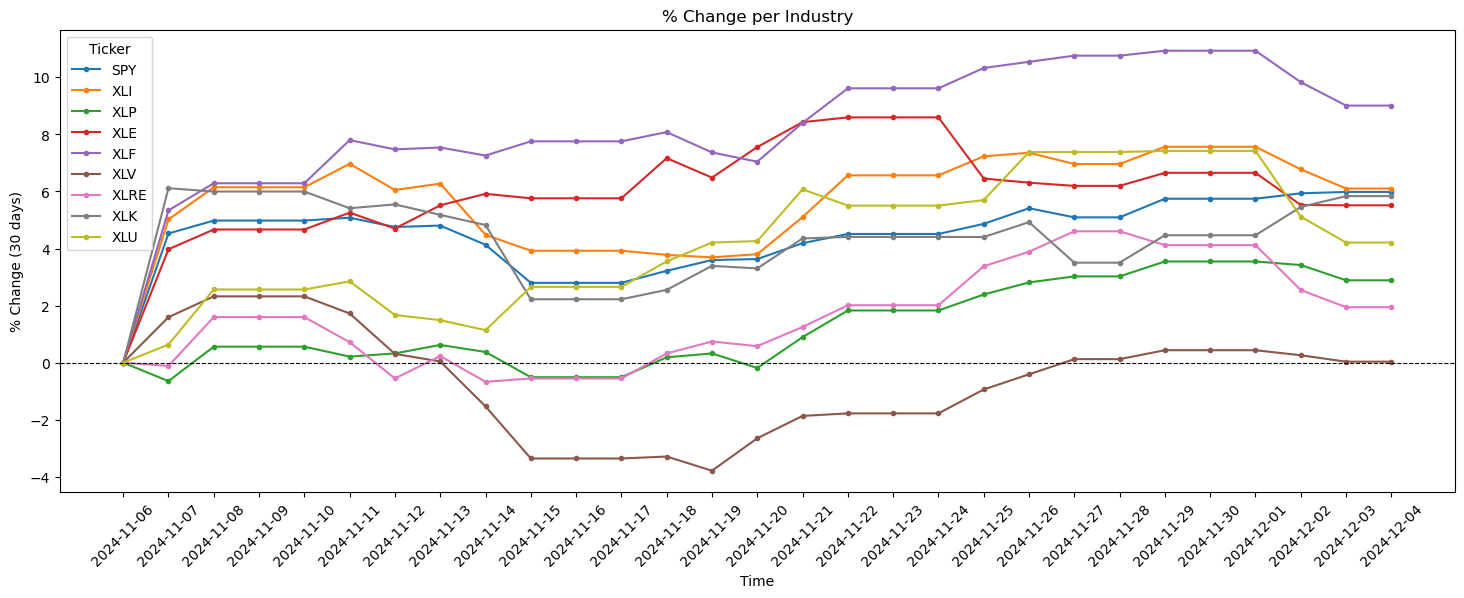 % Change per Industry
Ticker
SPY
XLI
XLP
XLE
XLF
XLV
XLRE
XLK
XLU
% Change (30 days)
10
8
6
4
2
0
−2
−4
2024-11-06
2024-11-07
2024-11-08
2024-11-09
2024-11-10
2024-11-11
2024-11-12
2024-11-13
2024-11-14
2024-11-15
2024-11-16
2024-11-17
2024-11-18
2024-11-19
2024-11-20
2024-11-21
2024-11-22
2024-11-23
2024-11-24
2024-11-25
2024-11-26
2024-11-27
2024-11-28
2024-11-29
2024-11-30
2024-12-01
2024-12-02
2024-12-03
2024-12-04
Time